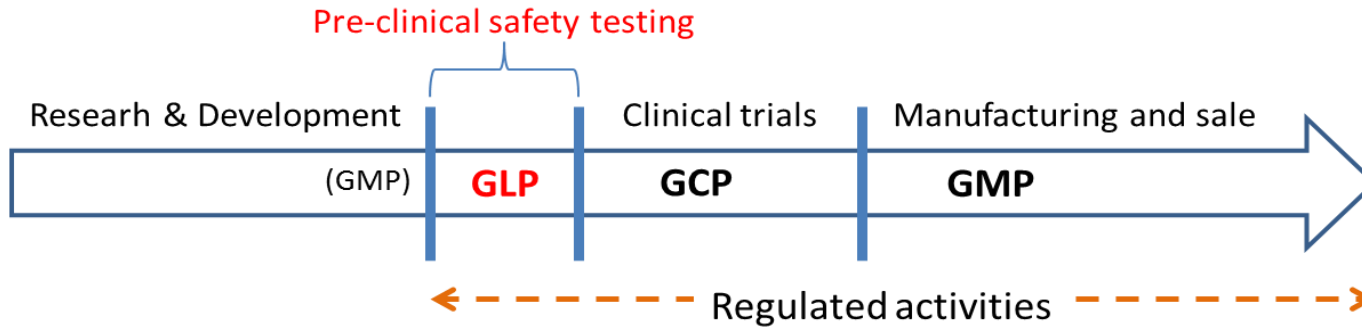 Pre-clinical safety testing
Researh & Development
Clinical trials
Manufacturing and sale
(GMP)
GLP
GCP
GMP
Regulated activities